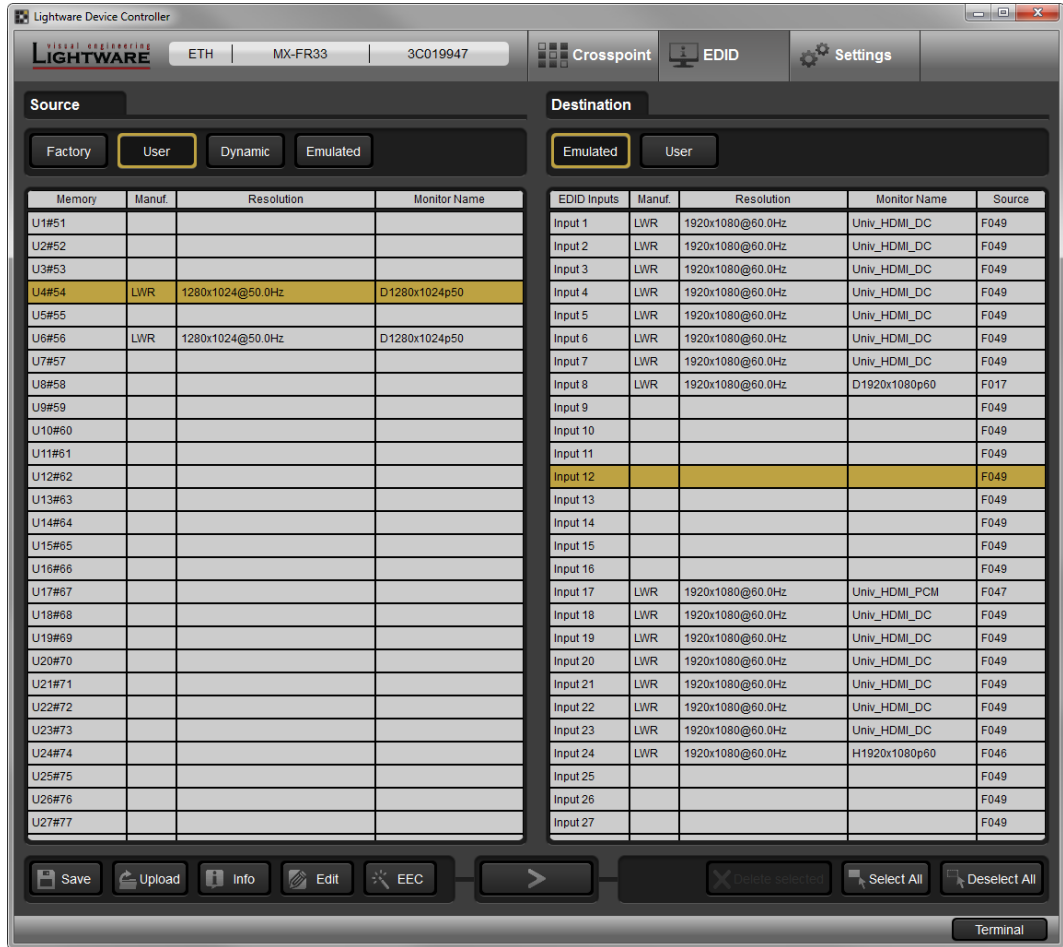 Lightware Device Controller
visual engineering
LIGHTWARE
ETH MX-FR33 3C019947
Crosspoint EDID Settings
Source
Factory User Dynamic Emulated
Memory Manuf. Resolution Monitor Name
U1#51
U2#52
U3#53
U4#54 LWR 1280x1024@50.0Hz D1280x1024p50
U5#55
U6#56 LWR 1280x1024@50.0Hz D1280x1024p50
U7#57
U8#58
U9#59
U10#60
U11#61
U12#62
U13#63
U14#64
U15#65
U16#66
U17#67
U18#68
U19#69
U20#70
U21#71
U22#72
U23#73
U24#74
U25#75
U26#76
U27#77
Destination
Emulated User
EDID Inputs Manuf. Resolution Monitor Name Source
Input 1 LWR 1920x1080@60.0Hz Univ_HDMI_DC F049
Input 2 LWR 1920x1080@60.0Hz Univ_HDMI_DC F049
Input 3 LWR 1920x1080@60.0Hz Univ_HDMI_DC F049
Input 4 LWR 1920x1080@60.0Hz Univ_HDMI_DC F049
Input 5 LWR 1920x1080@60.0Hz Univ_HDMI_DC F049
Input 6 LWR 1920x1080@60.0Hz Univ_HDMI_DC F049
Input 7 LWR 1920x1080@60.0Hz Univ_HDMI_DC F049
Input 8 LWR 1920x1080@60.0Hz D1920x1080p60 F017
Input 9 F049
Input 10 F049
Input 11 F049
Input 12 F049
Input 13 F049
Input 14 F049
Input 15 F049
Input 16 F049
Input 17 LWR 1920x1080@60.0Hz Univ_HDMI_PCM F047
Input 18 LWR 1920x1080@60.0Hz Univ_HDMI_DC F049
Input 19 LWR 1920x1080@60.0Hz Univ_HDMI_DC F049
Input 20 LWR 1920x1080@60.0Hz Univ_HDMI_DC F049
Input 21 LWR 1920x1080@60.0Hz Univ_HDMI_DC F049
Input 22 LWR 1920x1080@60.0Hz Univ_HDMI_DC F049
Input 23 LWR 1920x1080@60.0Hz Univ_HDMI_DC F049
Input 24 LWR 1920x1080@60.0Hz H1920x1080p60 F046
Input 25 F049
Input 26 F049
Input 27 F049
Save Upload Info Edit EEC > Delete selected Select All Deselect All
Terminal